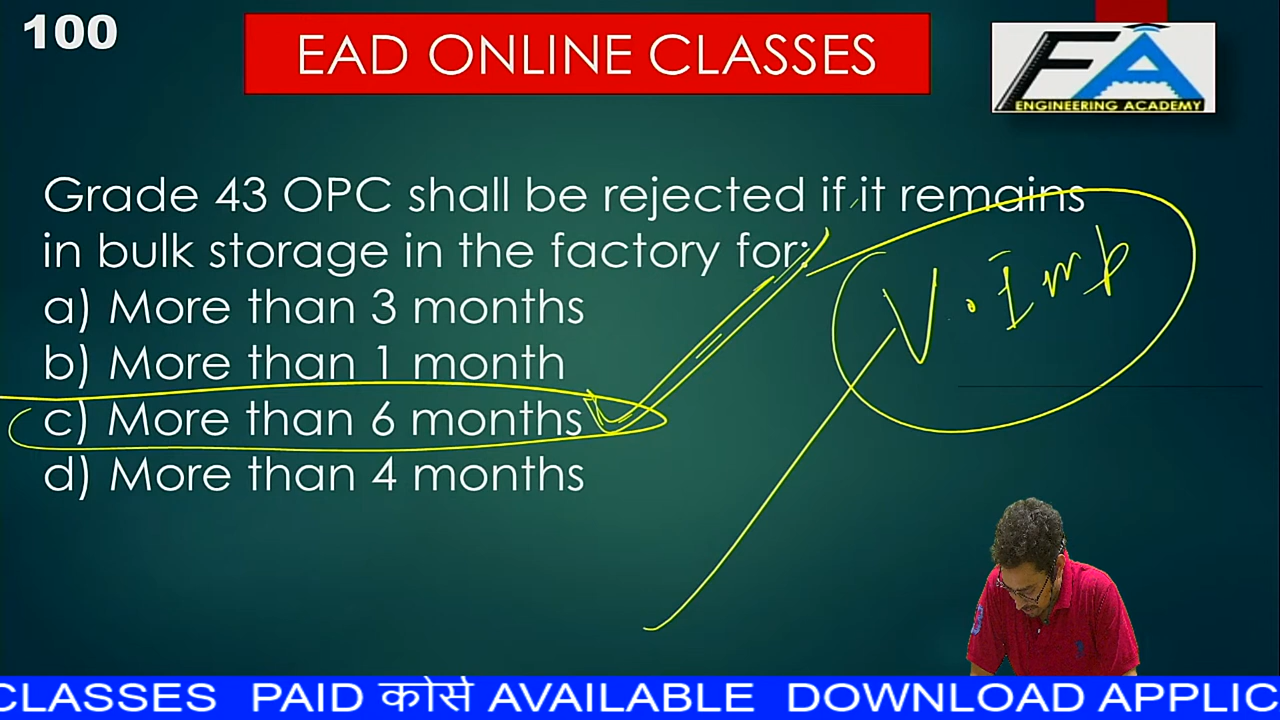 100
EAD ONLINE CLASSES
FA
ENGINEERING ACADEMY
Grade 43 OPC shall be rejected if it remains
in bulk storage in the factory for:
a) More than 3 months
b) More than 1 month
c) More than 6 months
d) More than 4 months
V. Imp
CLASSES PAID कोर्स AVAILABLE DOWNLOAD APPLIC